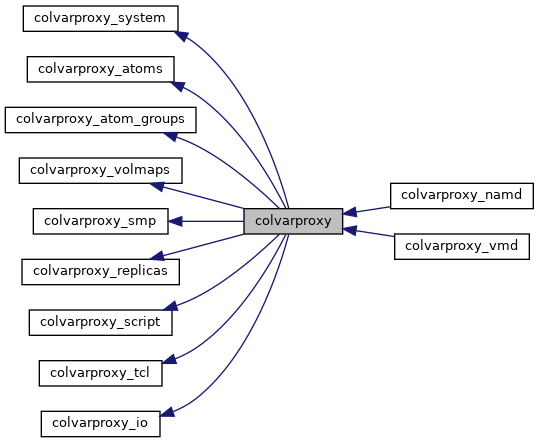 colvarproxy_system
colvarproxy_atoms
colvarproxy_atom_groups
colvarproxy_volmaps
colvarproxy_smp
colvarproxy_replicas
colvarproxy_script
colvarproxy_tcl
colvarproxy_io
colvarproxy
colvarproxy_namd
colvarproxy_vmd